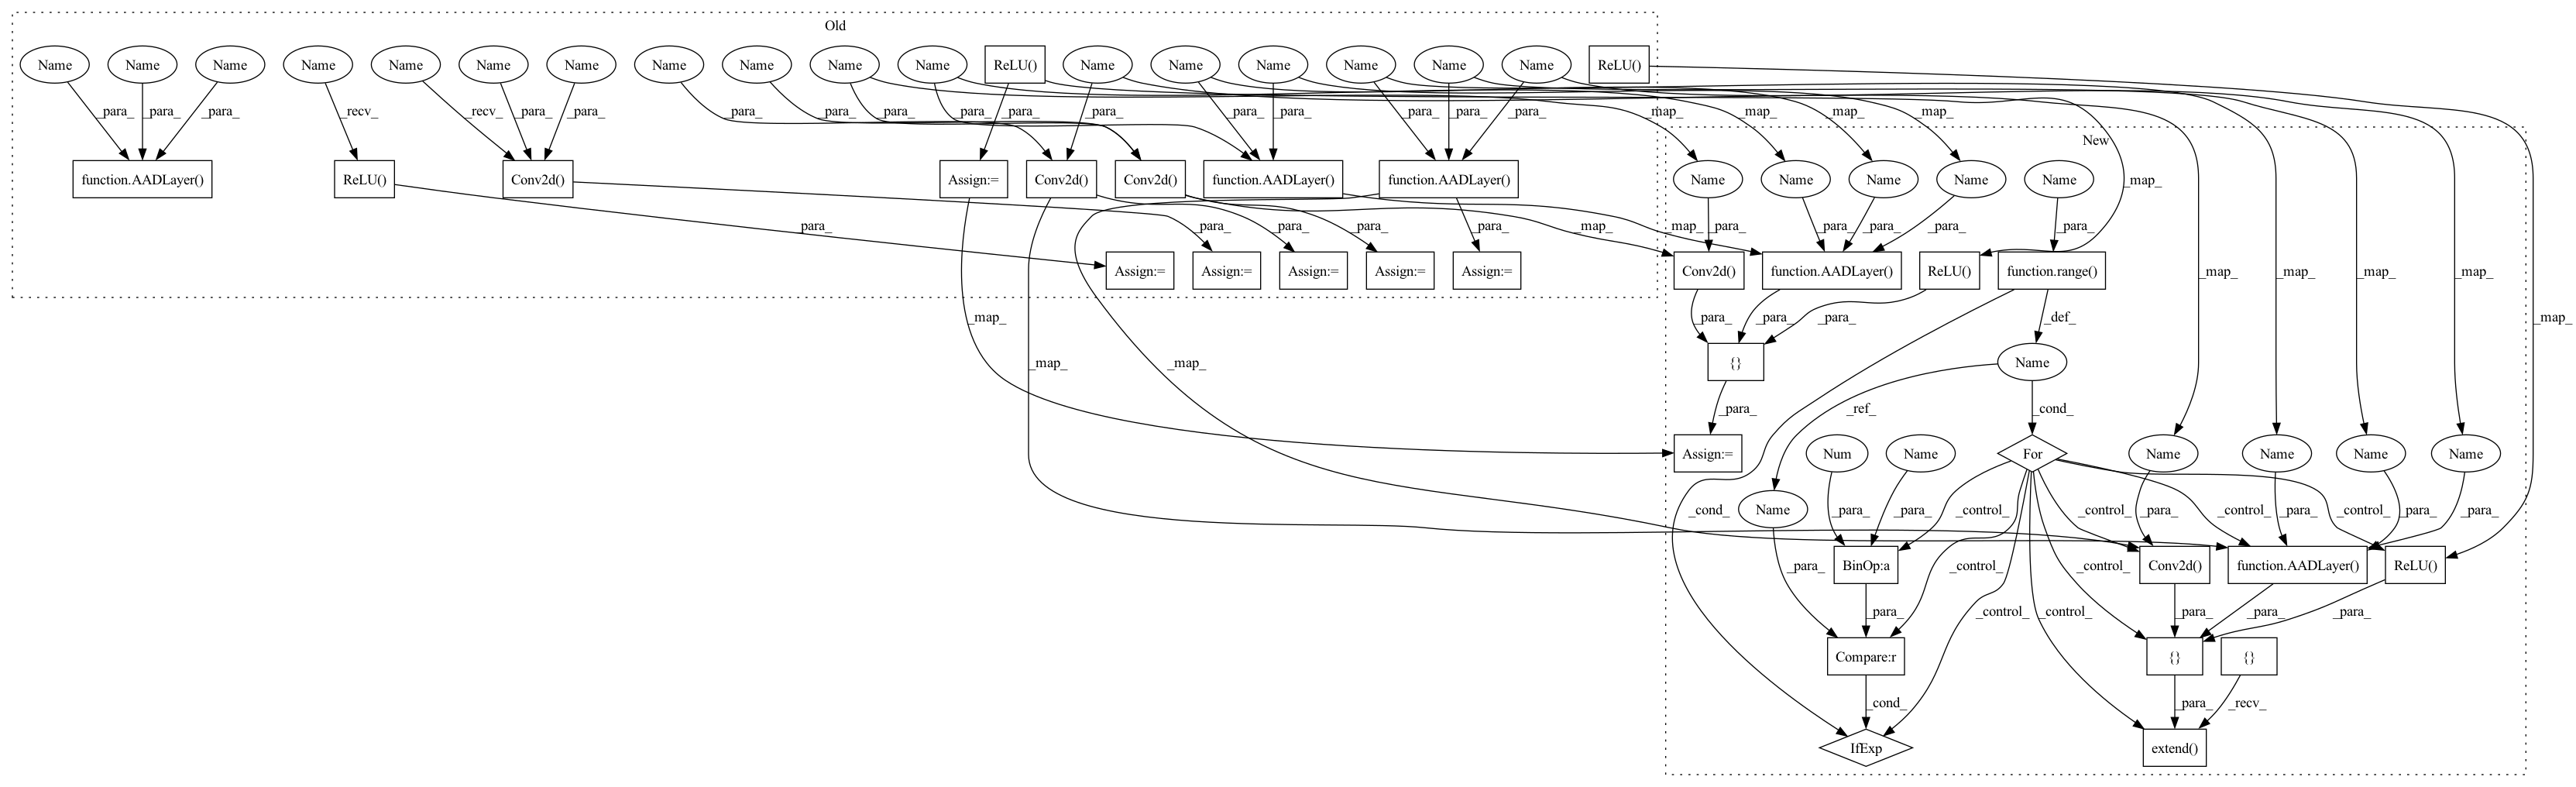 Old
Name Name Name Name Name Name Name Name Name Name Name ReLU() Name Name Name Name Name Name ReLU()
_para_ _para_ _para_ _recv_ _recv_ _para_ _para_ _para_ _para_ _para_ _para_ _para_ _para_ _para_ _para_ _para_ _para_ _para_ _map_ _map_ _map_ _map_
New
function.AADLayer() ReLU() Conv2d() Assign:= Conv2d() Conv2d() function.AADLayer() function.AADLayer() Name Name Name Name Name _map_
_para_ _para_ _para_ _para_ _para_ _map_ _map_ _para_ _para_ _para_ _para_ _para_
Assign:= Assign:= Assign:= Assign:= Assign:= Conv2d() function.AADLayer() ReLU() function.range() _map_ _map_ _map_ _map_
_map_ _para_ _para_ _para_ _def_ _map_
_map_ _map_ {} Name
_para_ _ref_ _cond_
Assign:= Num Name For Name Name Name Name
_cond_ Name _para_ _para_ _control_ _control_ _para_ _control_ _para_ _control_ _para_ _para_
_para_ BinOp:a _control_ _control_ Conv2d() function.AADLayer() ReLU()
_para_ _control_ _control_ _para_ _para_ _para_
Compare:r {} {}
_cond_ _para_ _recv_
IfExp extend()